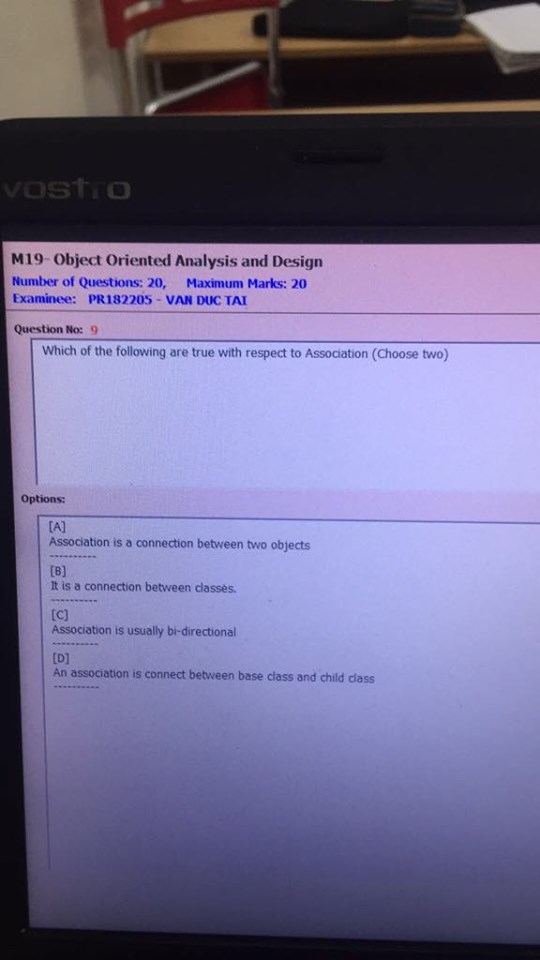 vostro
M19- Object Oriented Analysis and Design
Number of Questions: 20, Maximum Marks: 20
Examinee: PR182205 - VAN DUC TAI
Question No: 9
Which of the following are true with respect to Association (Choose two)
Options:
[A]
Association is a connection between two objects
----------
[B]
It is a connection between classes.
----------
[C]
Association is usually bi-directional
----------
[D]
An association is connect between base class and child class
----------